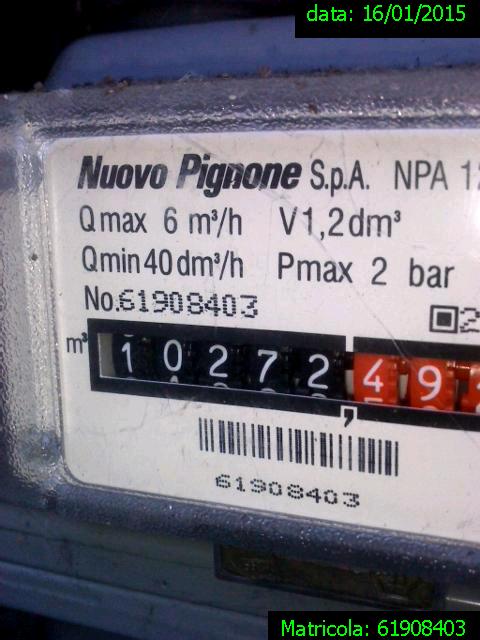 data: 16/01/2015
Nuovo Pignone S.p.A. NPA
Qmax 6 m³/h V1,2dm³
Qmin 40 dm³/h Pmax 2 bar
No.61908403
m³ 10272,49
61908403
Matricola: 61908403